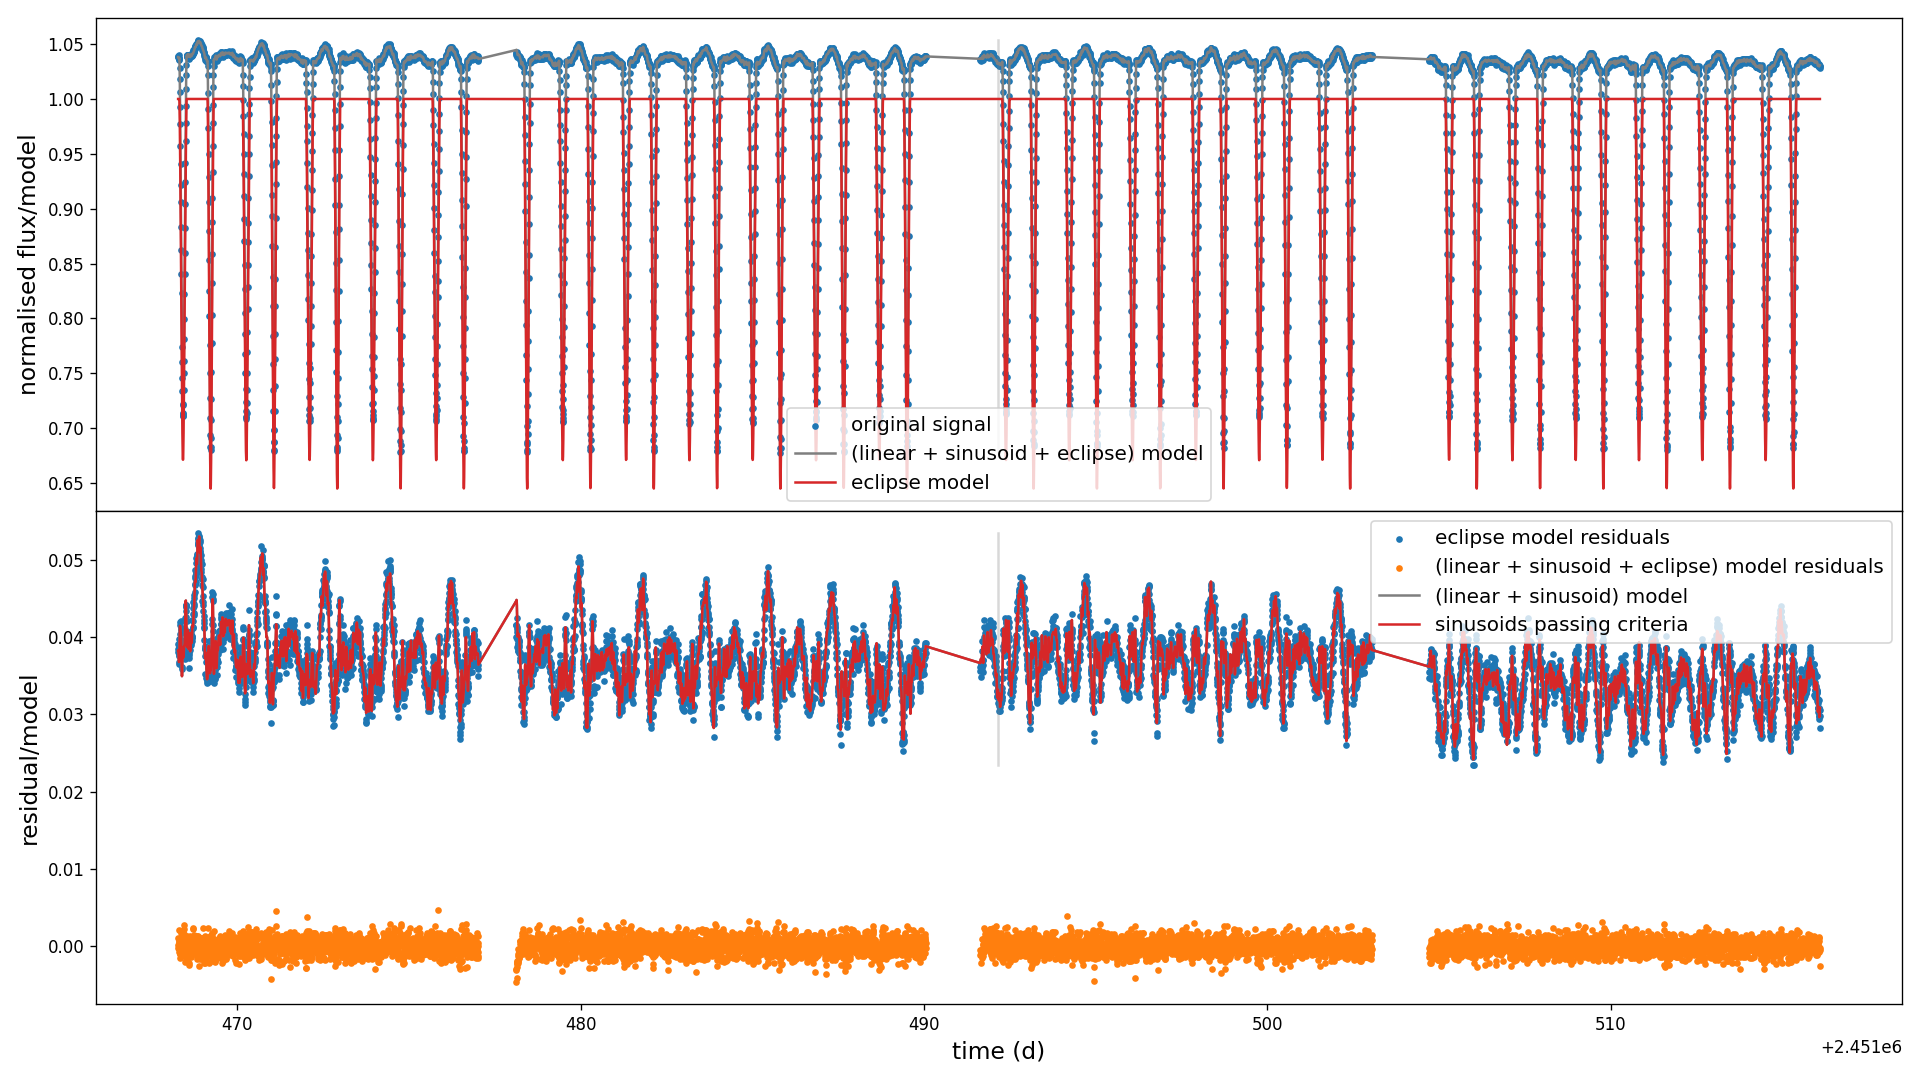 normalised flux/model
1.05
1.00
0.95
0.90
0.85
0.80
0.75
0.70
0.65
original signal
(linear + sinusoid + eclipse) model
eclipse model
residual/model
0.05
0.04
0.03
0.02
0.01
0.00
eclipse model residuals
(linear + sinusoid + eclipse) model residuals
(linear + sinusoid) model
sinusoids passing criteria
470
480
490
500
510
time (d)
+2.451e6